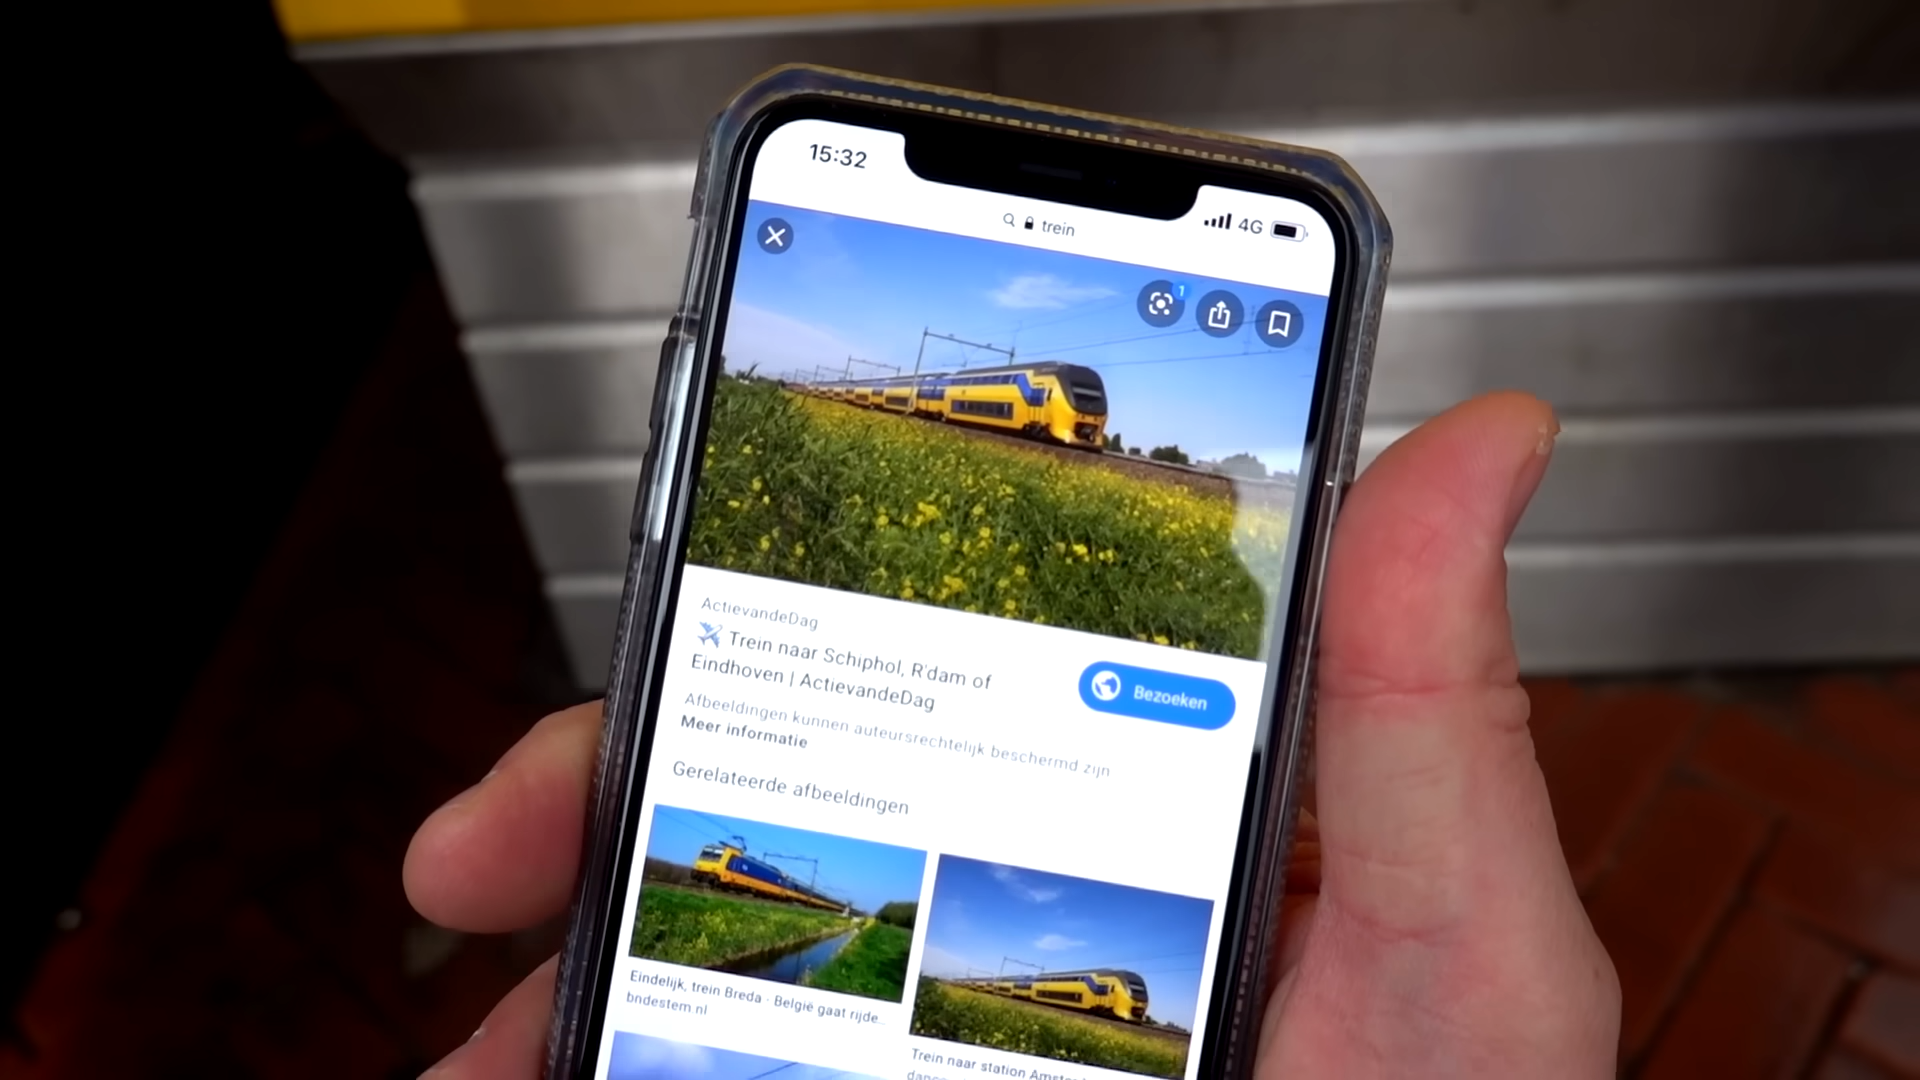 15:32
trein
4G
1
ActievandeDag
Trein naar Schiphol, R'dam of
Eindhoven | ActievandeDag
Bezoeken
Afbeeldingen kunnen auteursrechtelijk beschermd zijn
Meer informatie
Gerelateerde afbeeldingen
Eindelijk, trein Breda - België gaat rijde...
bndestem.nl
Trein naar station